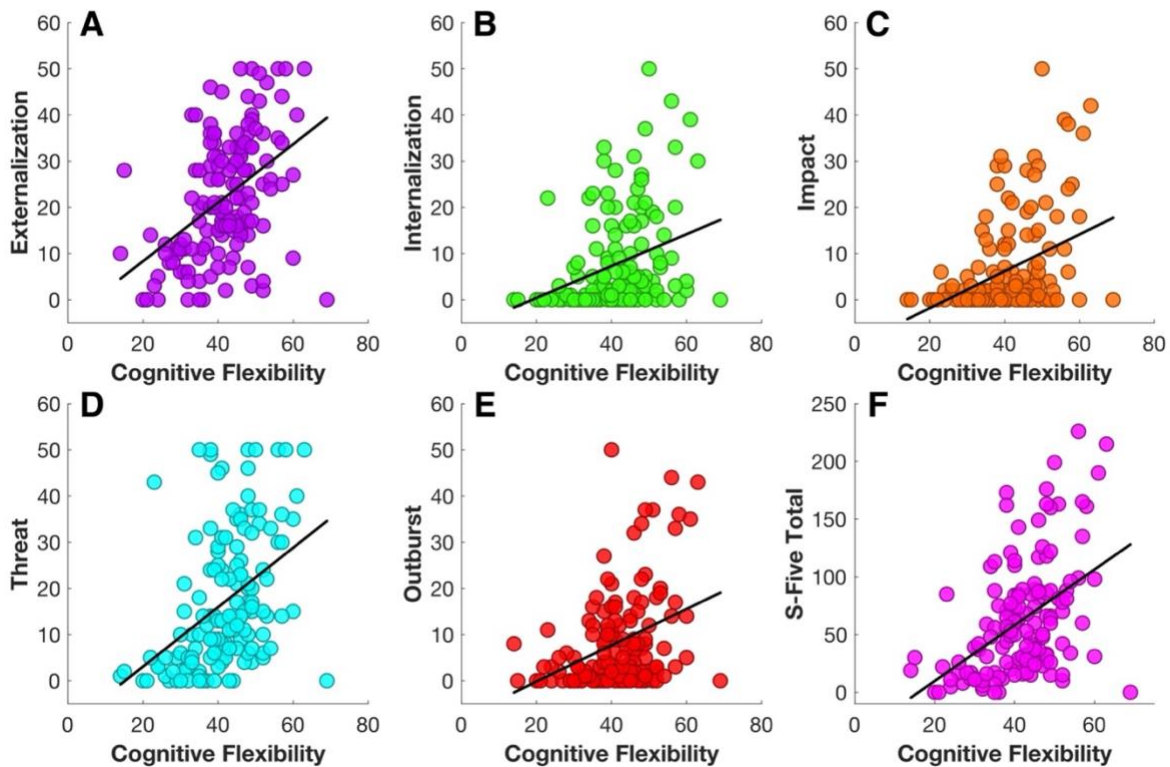 A
B
C
60
50
40
30
20
10
0
Externalization
0 20 40 60 80
Cognitive Flexibility
60
50
40
30
20
10
0
Internalization
0 20 40 60 80
Cognitive Flexibility
60
50
40
30
20
10
0
Impact
0 20 40 60 80
Cognitive Flexibility
D
E
F
60
50
40
30
20
10
0
Threat
0 20 40 60 80
Cognitive Flexibility
60
50
40
30
20
10
0
Outburst
0 20 40 60 80
Cognitive Flexibility
250
200
150
100
50
0
S-Five Total
0 20 40 60
Cognitive Flexibility